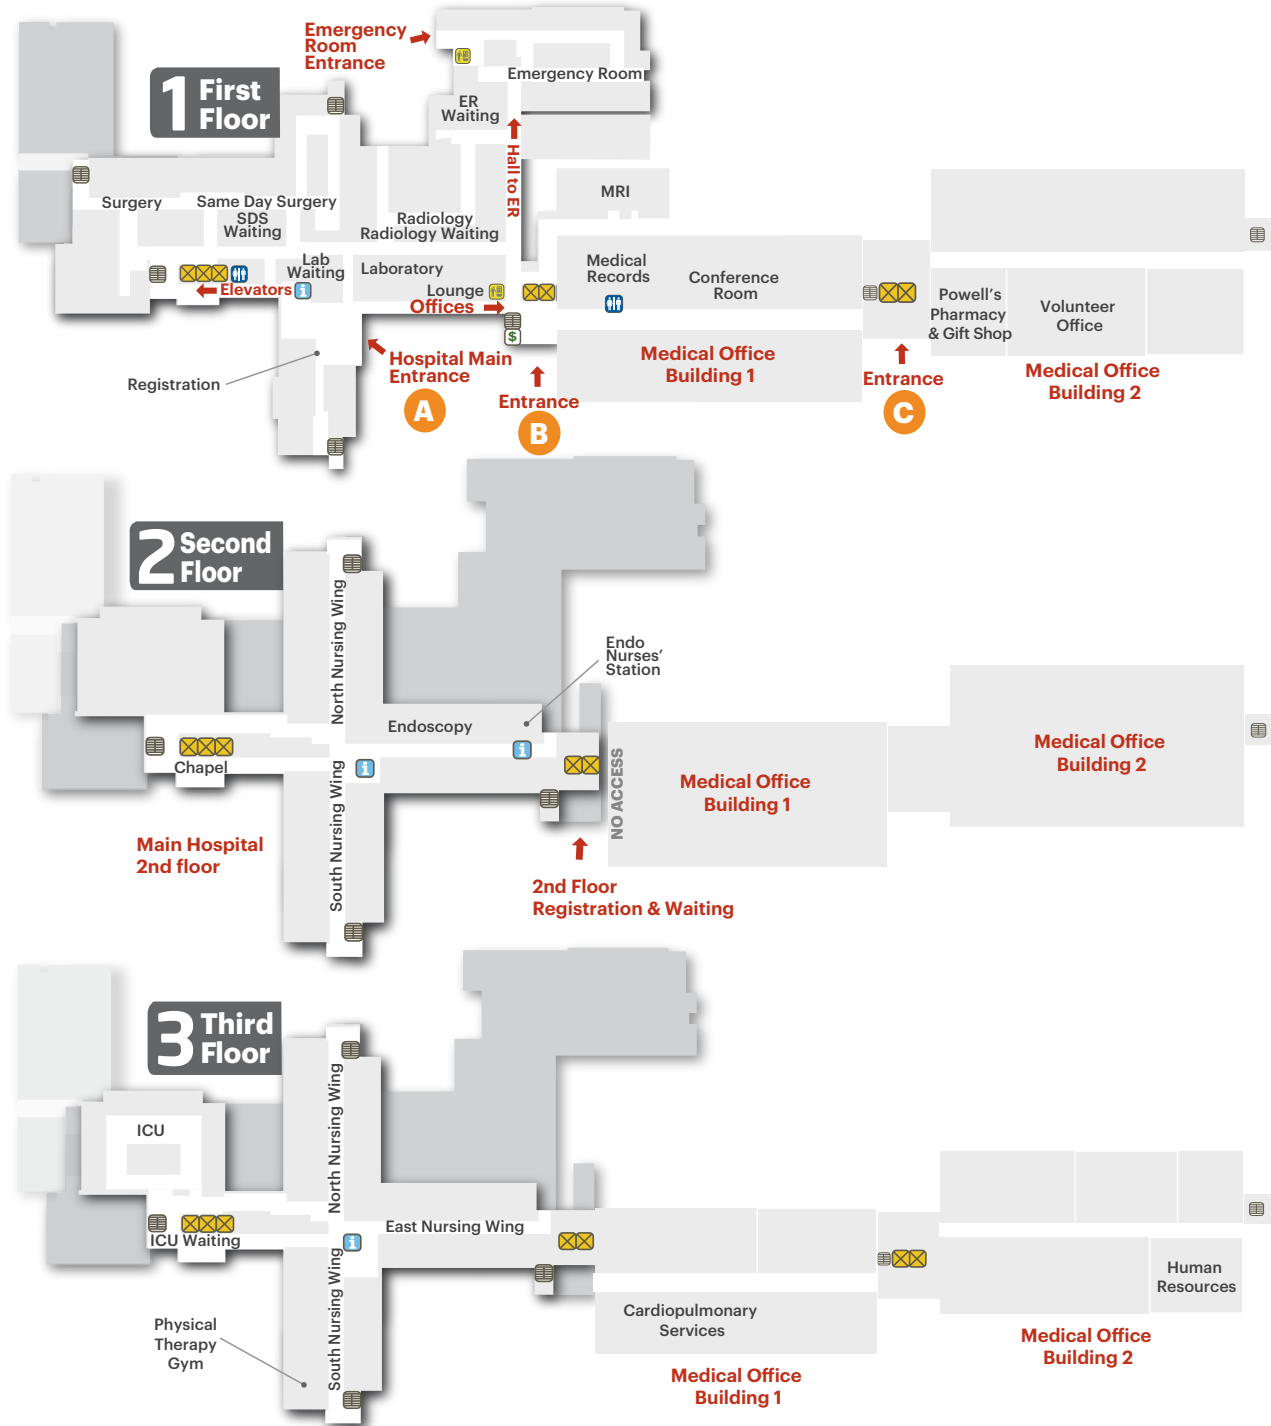 1 First
Floor
Emergency
Room
Entrance
Emergency Room
ER
Waiting
Hall to ER
MRI
Surgery
Same Day Surgery
SDS
Waiting
Radiology
Radiology Waiting
Lab
Waiting
Laboratory
Elevators
i
Lounge
Offices
$
Medical
Records
Conference
Room
Powell's
Pharmacy
& Gift Shop
Volunteer
Office
Medical Office
Building 1
Medical Office
Building 2
Registration
Hospital Main
Entrance
A
Entrance
B
Entrance
C
2 Second
Floor
North Nursing Wing
Endo
Nurses'
Station
Endoscopy
i
i
Chapel
South Nursing Wing
NO ACCESS
Medical Office
Building 1
Medical Office
Building 2
Main Hospital
2nd floor
2nd Floor
Registration & Waiting
3 Third
Floor
North Nursing Wing
ICU
ICU Waiting
i
East Nursing Wing
South Nursing Wing
Physical
Therapy
Gym
Cardiopulmonary
Services
Human
Resources
Medical Office
Building 1
Medical Office
Building 2